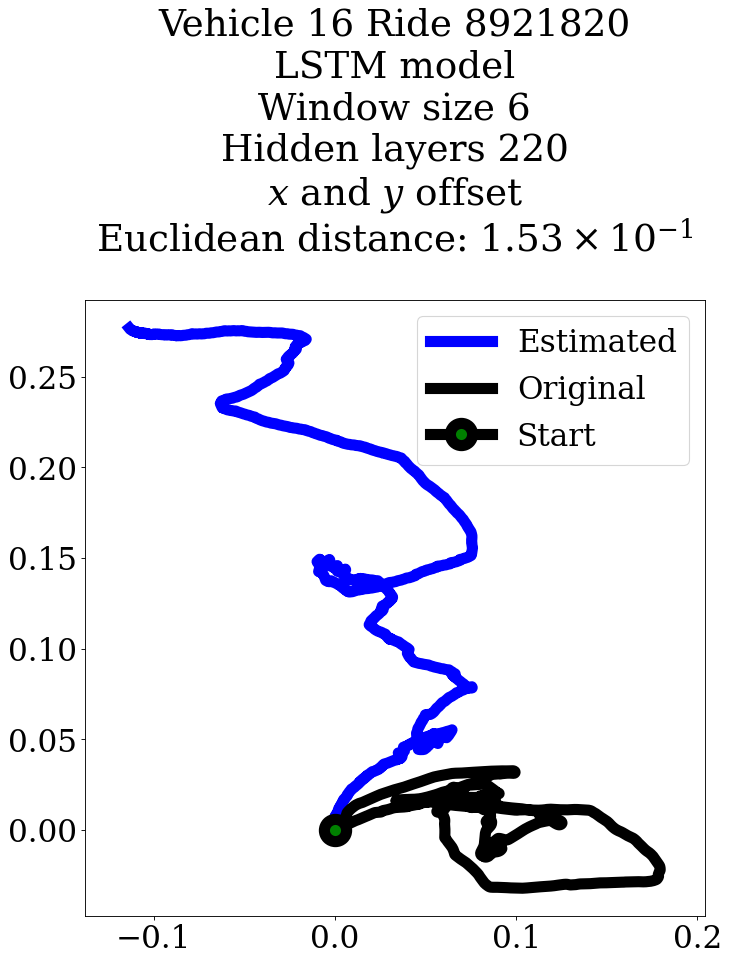 Vehicle 16 Ride 8921820
LSTM model
Window size 6
Hidden layers 220
x and y offset
Euclidean distance: 1.53 × 10⁻¹
Estimated
Original
Start
0.25
0.20
0.15
0.10
0.05
0.00
−0.1
0.0
0.1
0.2